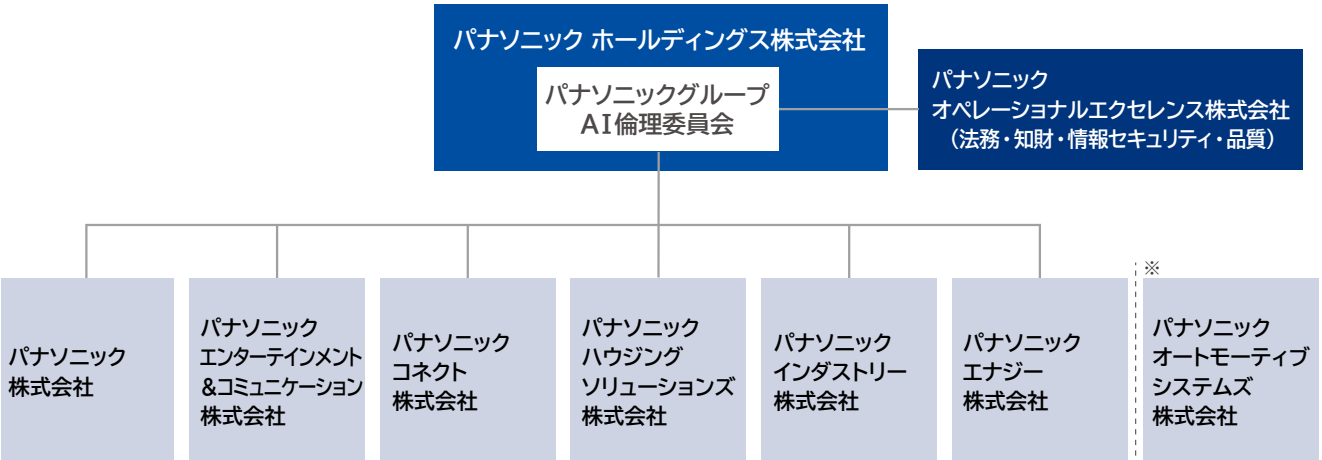 パナソニック ホールディングス株式会社
パナソニックグループ
AI倫理委員会
パナソニック
オペレーショナルエクセレンス株式会社
（法務・知財・情報セキュリティ・品質）
パナソニック
株式会社
パナソニック
エンターテインメント
&コミュニケーション
株式会社
パナソニック
コネクト
株式会社
パナソニック
ハウジング
ソリューションズ
株式会社
パナソニック
インダストリー
株式会社
パナソニック
エナジー
株式会社
※
パナソニック
オートモーティブ
システムズ
株式会社